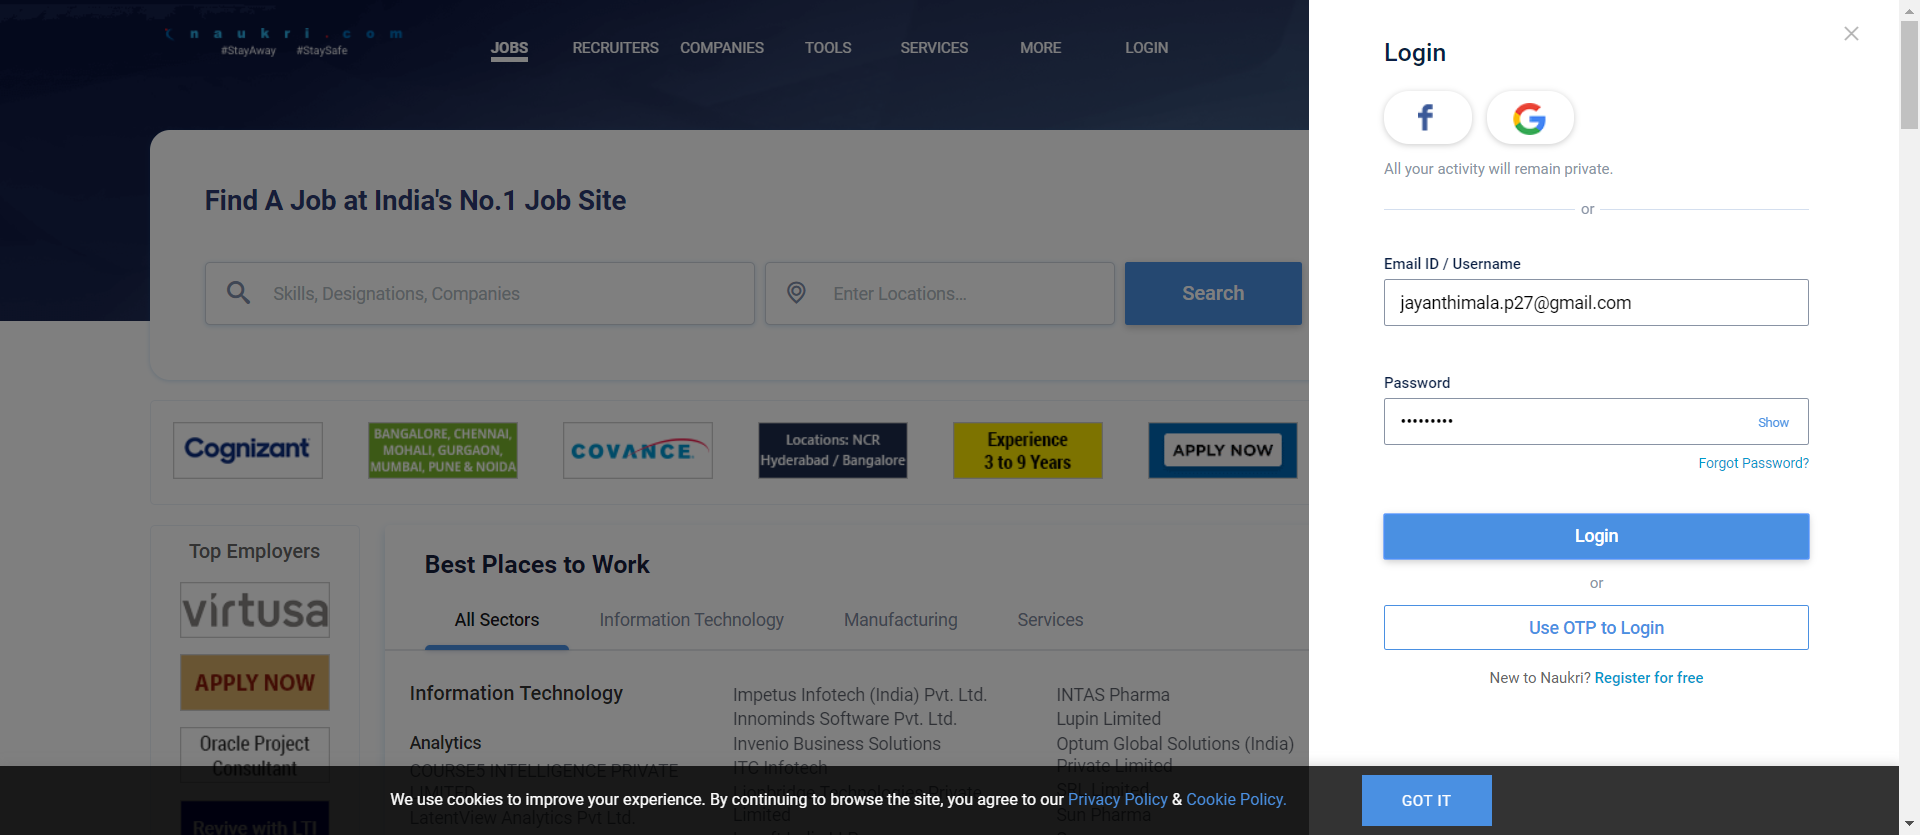 naukri.com
#StayAway #StaySafe
JOBS RECRUITERS COMPANIES TOOLS SERVICES MORE LOGIN
Find A Job at India's No.1 Job Site
Skills, Designations, Companies
Enter Locations...
Search
Cognizant
BANGALORE, CHENNAI,
MOHALI, GURGAON,
MUMBAI, PUNE & NOIDA
COVANCE
Locations: NCR
Hyderabad / Bangalore
Experience
3 to 9 Years
APPLY NOW
Top Employers
virtusa
APPLY NOW
Oracle Project
Consultant
Revive with LTI
Best Places to Work
All Sectors Information Technology Manufacturing Services
Information Technology
Analytics
COURSE5 INTELLIGENCE PRIVATE
LIMITED
LatentView Analytics Pvt Ltd.
Impetus Infotech (India) Pvt. Ltd.
Innominds Software Pvt. Ltd.
Invenio Business Solutions
ITC Infotech
Lionbridge Technologies Private
Limited
INTAS Pharma
Lupin Limited
Optum Global Solutions (India)
Private Limited
SRL Limited
Sun Pharma
Login
f G
All your activity will remain private.
or
Email ID / Username
jayanthimala.p27@gmail.com
Password
•••••••••
Show
Forgot Password?
Login
or
Use OTP to Login
New to Naukri? Register for free
We use cookies to improve your experience. By continuing to browse the site, you agree to our Privacy Policy & Cookie Policy.
GOT IT